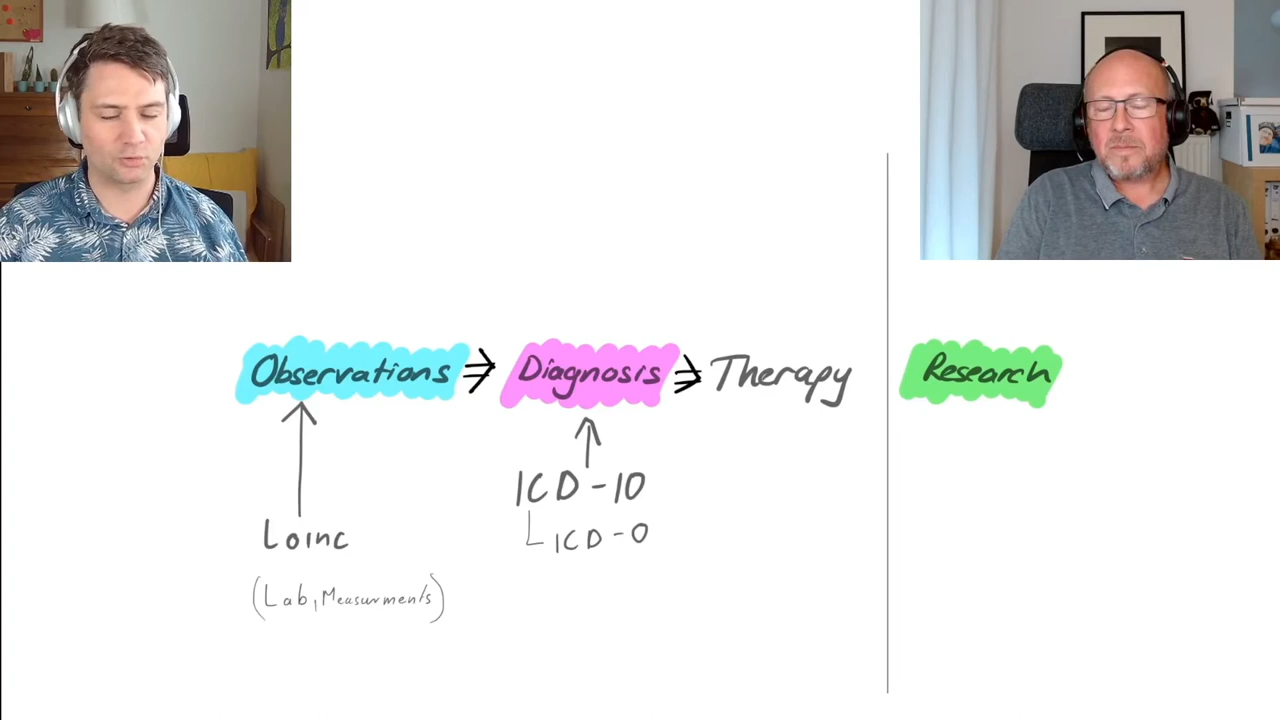 Observations ⇒ Diagnosis ⇒ Therapy
Research
Loinc
(Lab, Measurments)
ICD-10
ICD-O